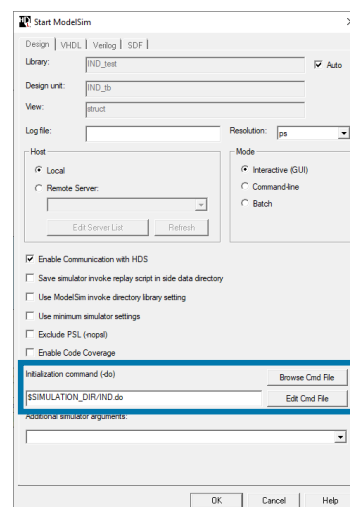 Start ModelSim
Design VHDL Verilog SDF
Library: IND_test Auto
Design unit: IND_tb
View: struct
Log file: Resolution: ps
Host Mode
Local Interactive (GUI)
Remote Server: Command-line
Batch
Edit Server List Refresh
Enable Communication with HDS
Save simulator invoke replay script in side data directory
Use ModelSim invoke directory library setting
Use minimum simulator settings
Exclude PSL (-nopsl)
Enable Code Coverage
Initialization command (-do) Browse Cmd File
$SIMULATION_DIR/IND.do Edit Cmd File
Additional simulator arguments:
OK Cancel Help